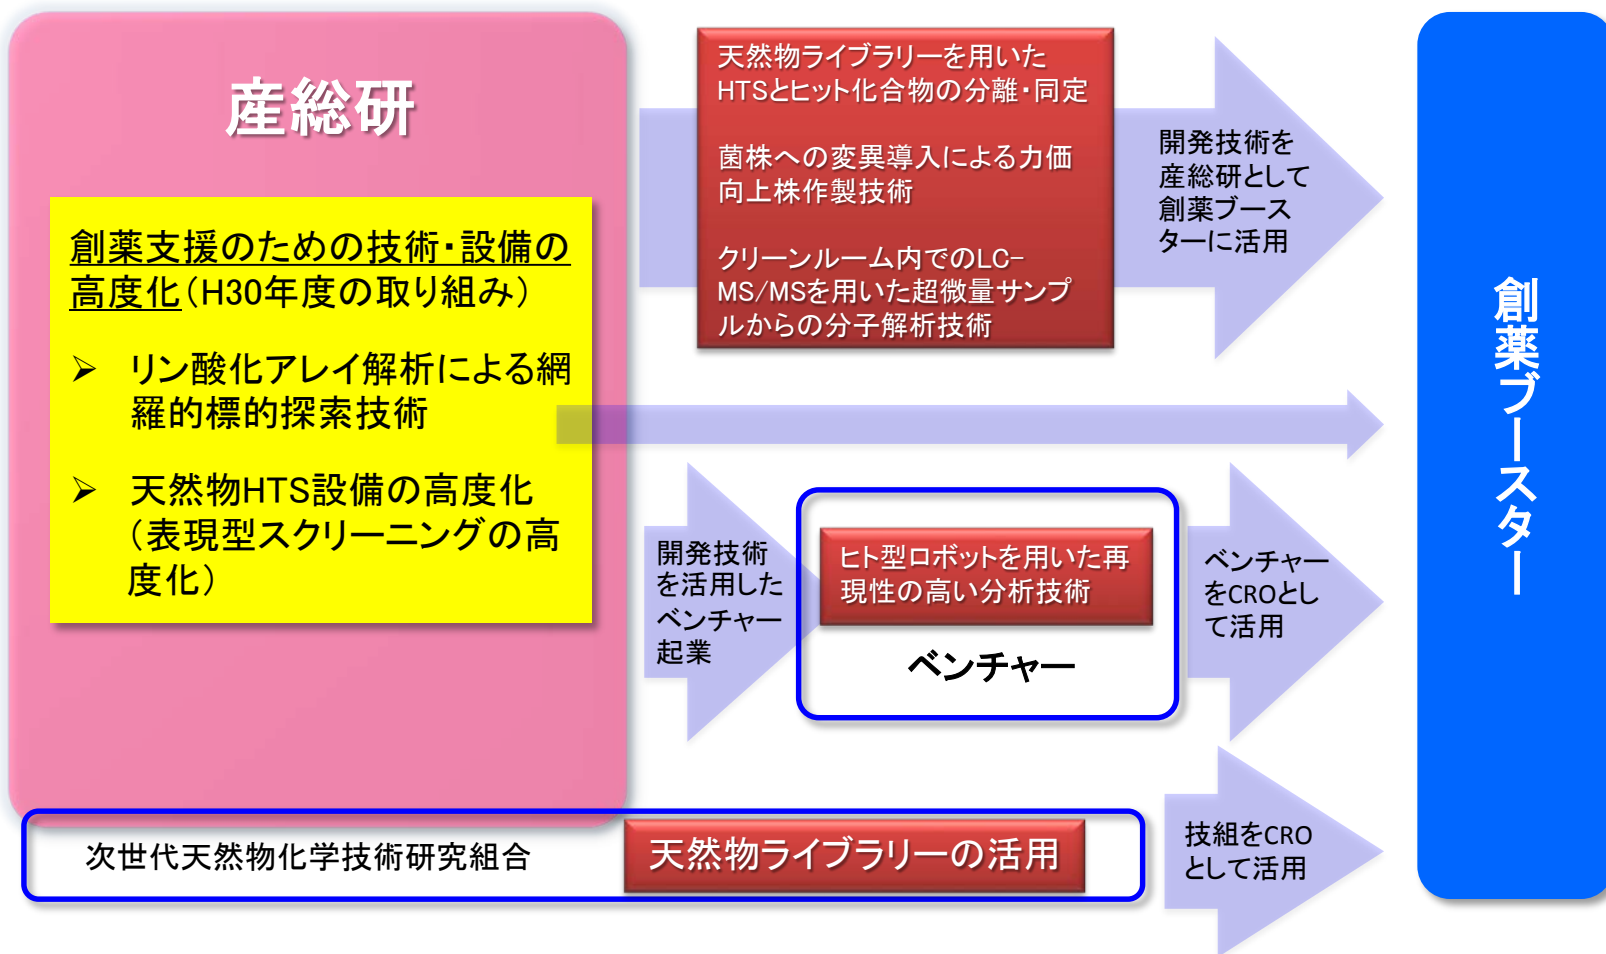 産総研
創薬支援のための技術・設備の
高度化（H30年度の取り組み）
➢ リン酸化アレイ解析による網
羅的標的探索技術
➢ 天然物HTS設備の高度化
（表現型スクリーニングの高
度化）
天然物ライブラリーを用いた
HTSとヒット化合物の分離・同定
菌株への変異導入による力価
向上株作製技術
クリーンルーム内でのLC-
MS/MSを用いた超微量サンプ
ルからの分子解析技術
開発技術を
産総研として
創薬ブース
ターに活用
開発技術
を活用した
ベンチャー
起業
ヒト型ロボットを用いた再
現性の高い分析技術
ベンチャー
ベンチャー
をCROとし
て活用
次世代天然物化学技術研究組合
天然物ライブラリーの活用
技組をCRO
として活用
創薬ブースター